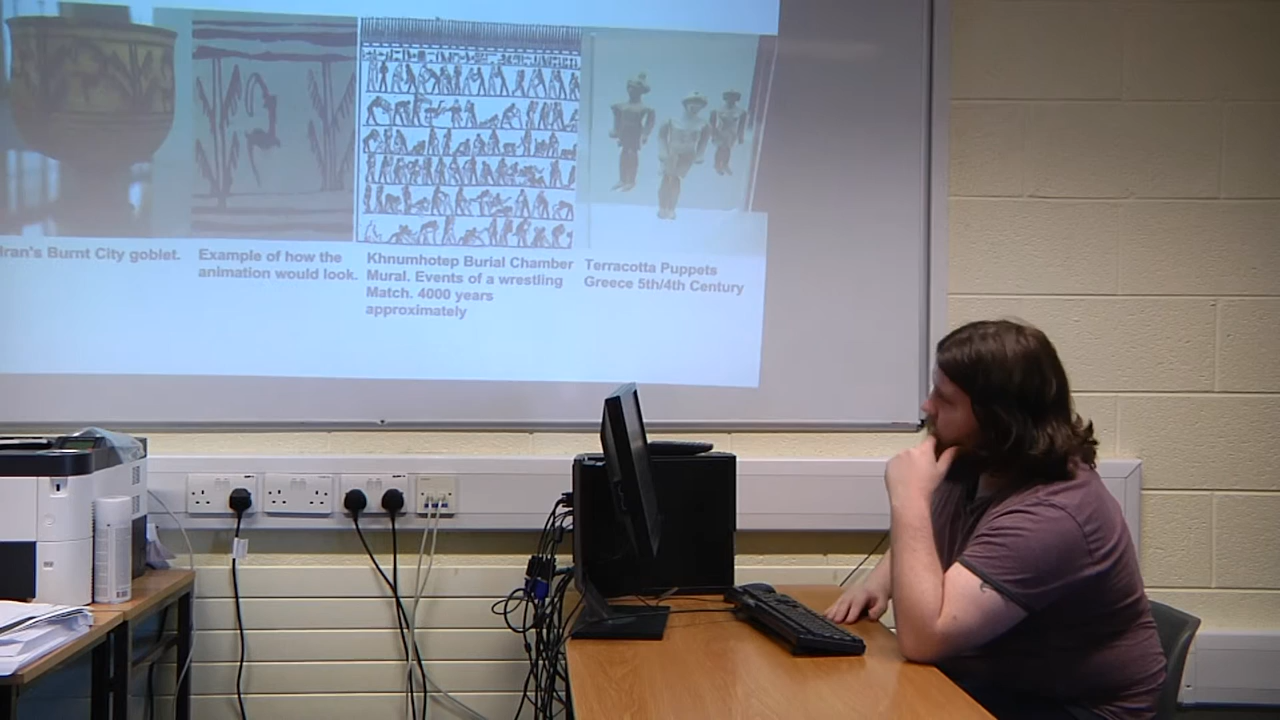 Iran's Burnt City goblet.
Example of how the
animation would look.
Khnumhotep Burial Chamber
Mural. Events of a wrestling
Match. 4000 years
approximately
Terracotta Puppets
Greece 5th/4th Century